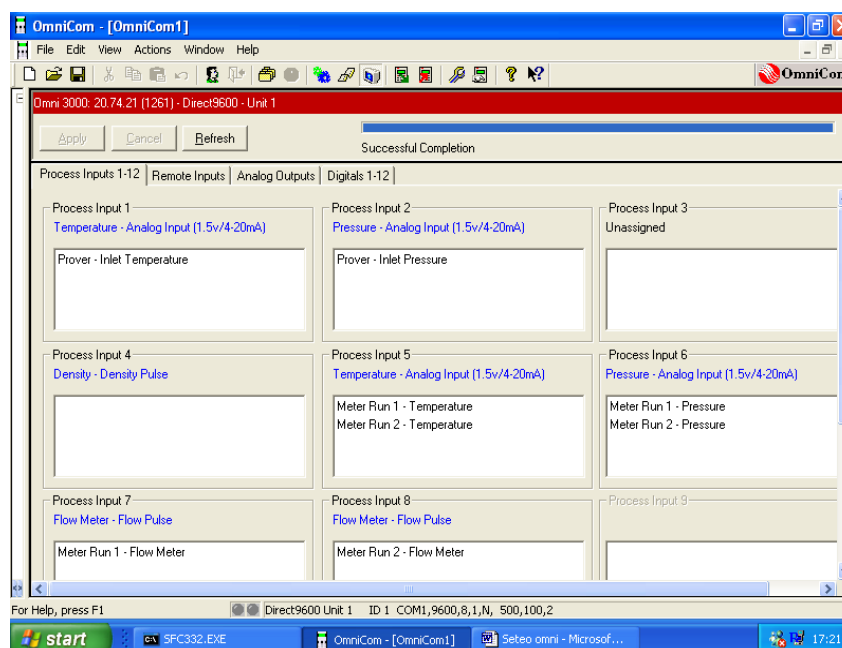 OmniCom - [OmniCom1]
File Edit View Actions Window Help
OmniCom
Omni 3000: 20.74.21 (1261) - Direct9600 - Unit 1
Apply Cancel Refresh
Successful Completion
Process Inputs 1-12 Remote Inputs Analog Outputs Digitals 1-12
Process Input 1 Process Input 2 Process Input 3
Temperature - Analog Input (1.5v/4-20mA) Pressure - Analog Input (1.5v/4-20mA) Unassigned
Prover - Inlet Temperature Prover - Inlet Pressure
Process Input 4 Process Input 5 Process Input 6
Density - Density Pulse Temperature - Analog Input (1.5v/4-20mA) Pressure - Analog Input (1.5v/4-20mA)
Meter Run 1 - Temperature Meter Run 1 - Pressure
Meter Run 2 - Temperature Meter Run 2 - Pressure
Process Input 7 Process Input 8 Process Input 9
Flow Meter - Flow Pulse Flow Meter - Flow Pulse
Meter Run 1 - Flow Meter Meter Run 2 - Flow Meter
For Help, press F1 Direct9600 Unit 1 ID 1 COM1,9600,8,1,N, 500,100,2
start SFC332.EXE OmniCom - [OmniCom1] Seteo omni - Microsof... 17:21